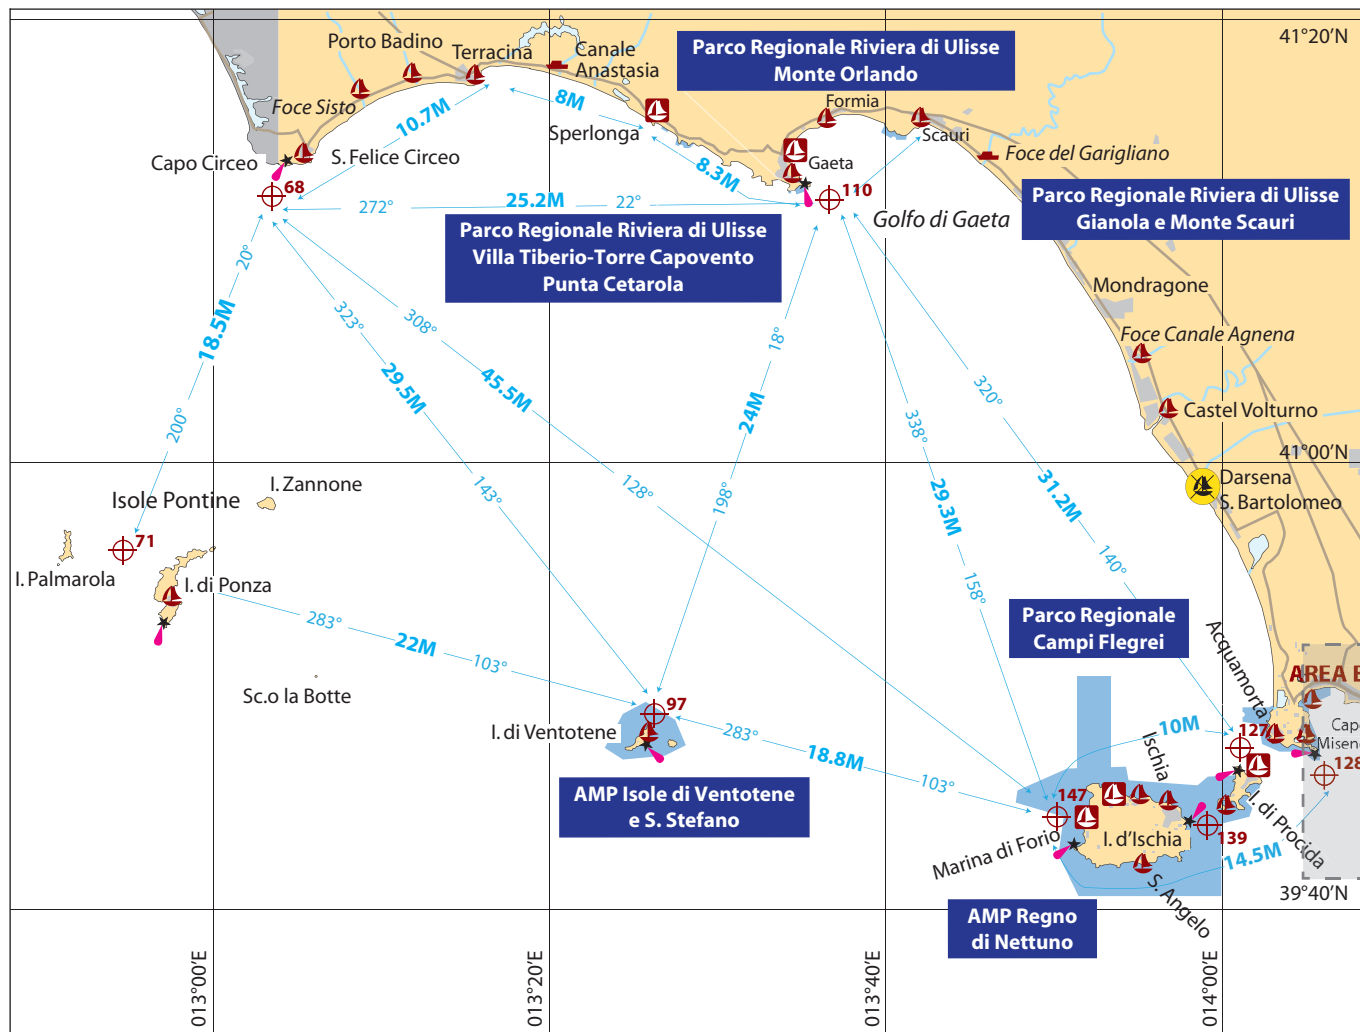 41°20'N
Porto Badino
Terracina
Canale
Anastasia
Parco Regionale Riviera di Ulisse
Monte Orlando
Foce Sisto
10.7M
8M
Sperlonga
Formia
Scauri
Foce del Garigliano
Capo Circeo
S. Felice Circeo
8.3M
Gaeta
68
110
272°
25.2M
22°
Golfo di Gaeta
Parco Regionale Riviera di Ulisse
Gianola e Monte Scauri
Parco Regionale Riviera di Ulisse
Villa Tiberio-Torre Capovento
Punta Cetarola
20°
18.5M
200°
323°
29.5M
143°
308°
45.5M
128°
18°
24M
198°
338°
29.3M
158°
320°
31.2M
140°
Mondragone
Foce Canale Agnena
Castel Volturno
41°00'N
Darsena
S. Bartolomeo
I. Zannone
Isole Pontine
71
I. Palmarola
I. di Ponza
283°
22M
103°
Sc.o la Botte
Parco Regionale
Campi Flegrei
Acquamorta
AREA E
97
I. di Ventotene
283°
18.8M
103°
AMP Isole di Ventotene
e S. Stefano
10M
Ischia
127
Cap
Misen
128
147
139
Marina di Forio
I. d'Ischia
I. di Procida
14.5M
S. Angelo
39°40'N
AMP Regno
di Nettuno
013°00'E
013°20'E
013°40'E
014°00'E